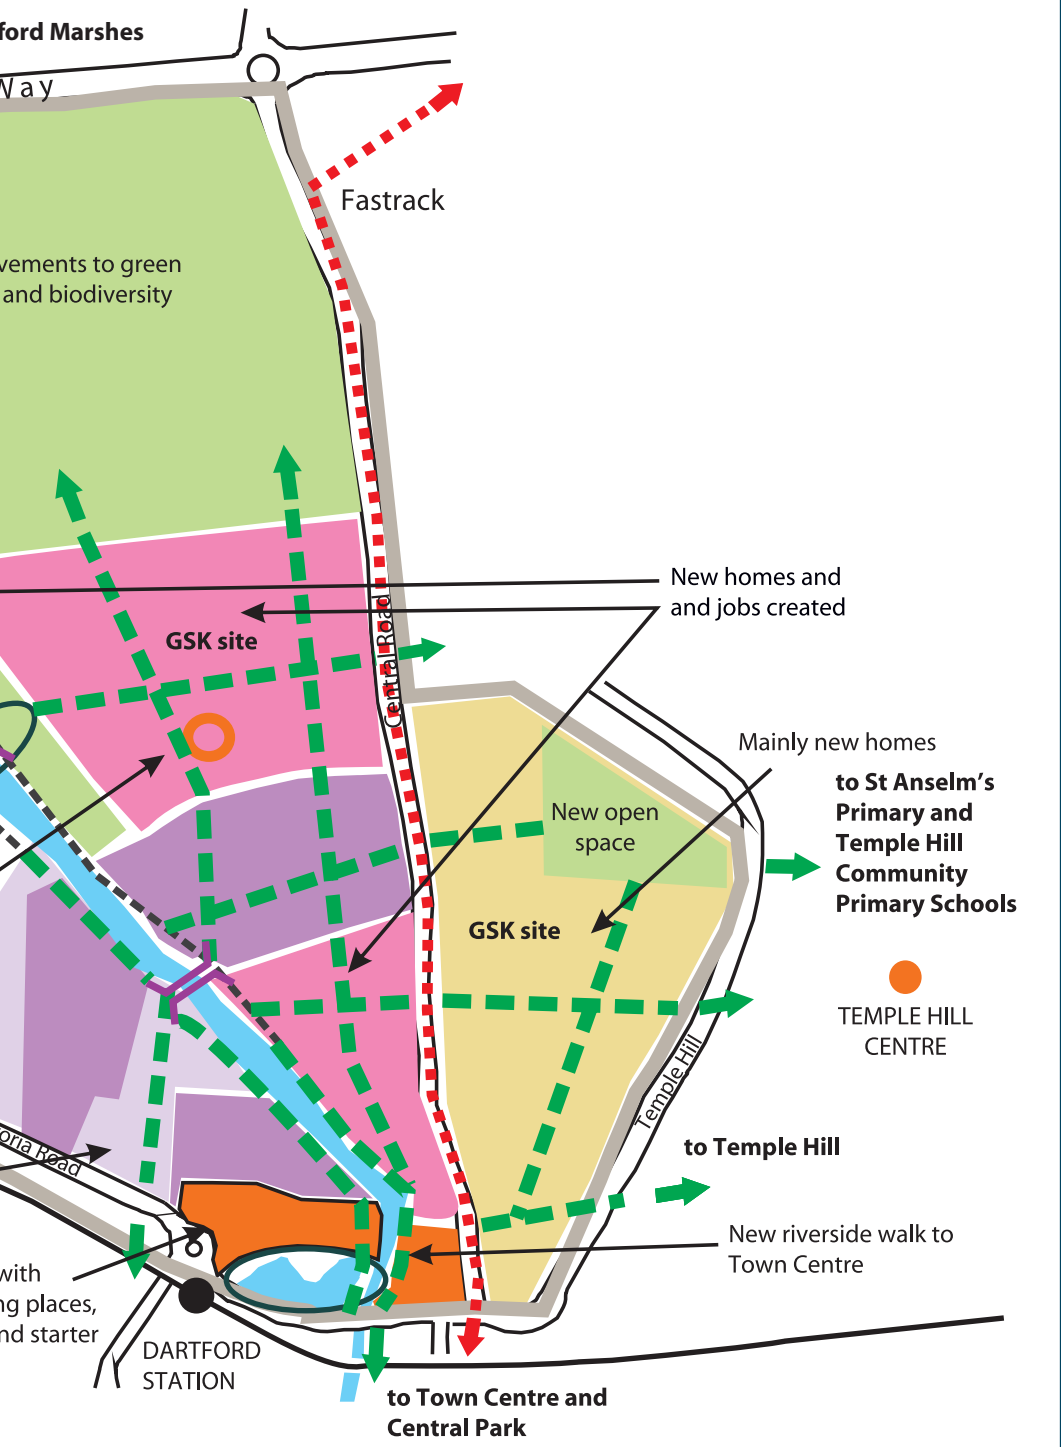 ford Marshes
Way
Fastrack
vements to green
and biodiversity
New homes and
and jobs created
Central Road
GSK site
Mainly new homes
to St Anselm's
Primary and
Temple Hill
Community
Primary Schools
New open
space
GSK site
TEMPLE HILL
CENTRE
Temple Hill
oria Road
to Temple Hill
New riverside walk to
Town Centre
with
ng places,
nd starter
DARTFORD
STATION
to Town Centre and
Central Park